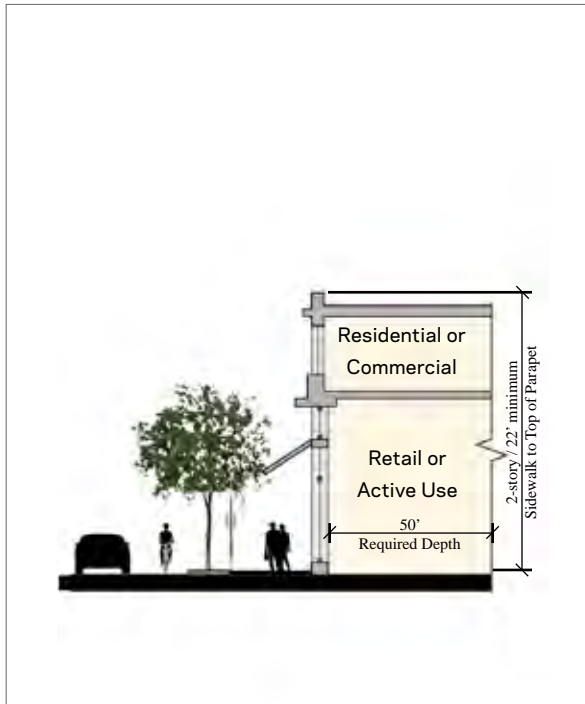 Residential or
Commercial
Retail or
Active Use
50’
Required Depth
2-story / 22’ minimum
Sidewalk to Top of Parapet